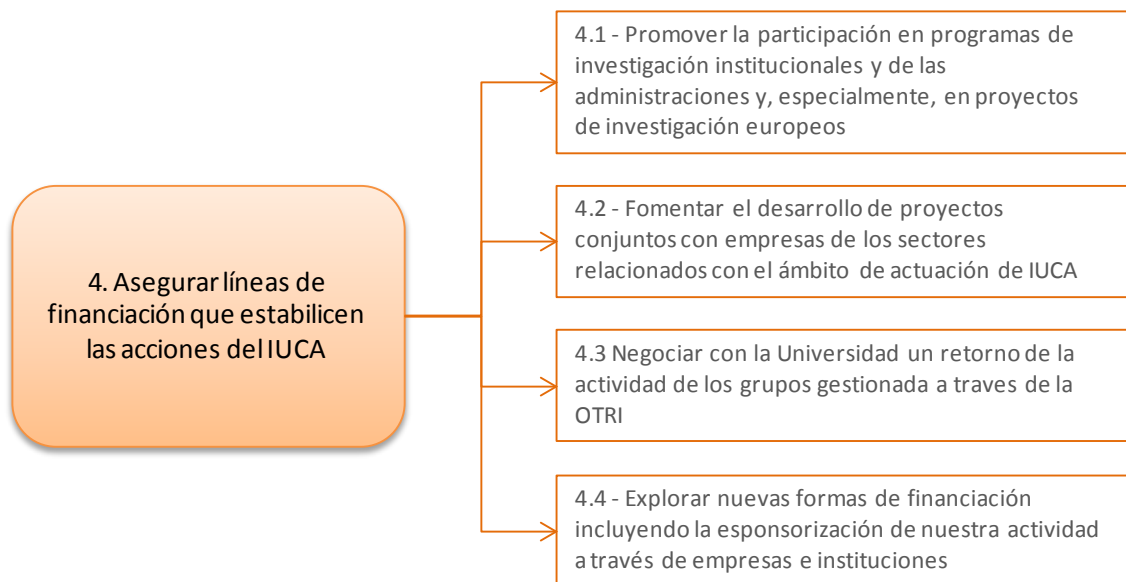 4. Asegurar líneas de
financiación que estabilicen
las acciones del IUCA
4.1 - Promover la participación en programas de
investigación institucionales y de las
administraciones y, especialmente, en proyectos
de investigación europeos
4.2 - Fomentar el desarrollo de proyectos
conjuntos con empresas de los sectores
relacionados con el ámbito de actuación de IUCA
4.3 Negociar con la Universidad un retorno de la
actividad de los grupos gestionada a traves de la
OTRI
4.4 - Explorar nuevas formas de financiación
incluyendo la esponsorización de nuestra actividad
a través de empresas e instituciones